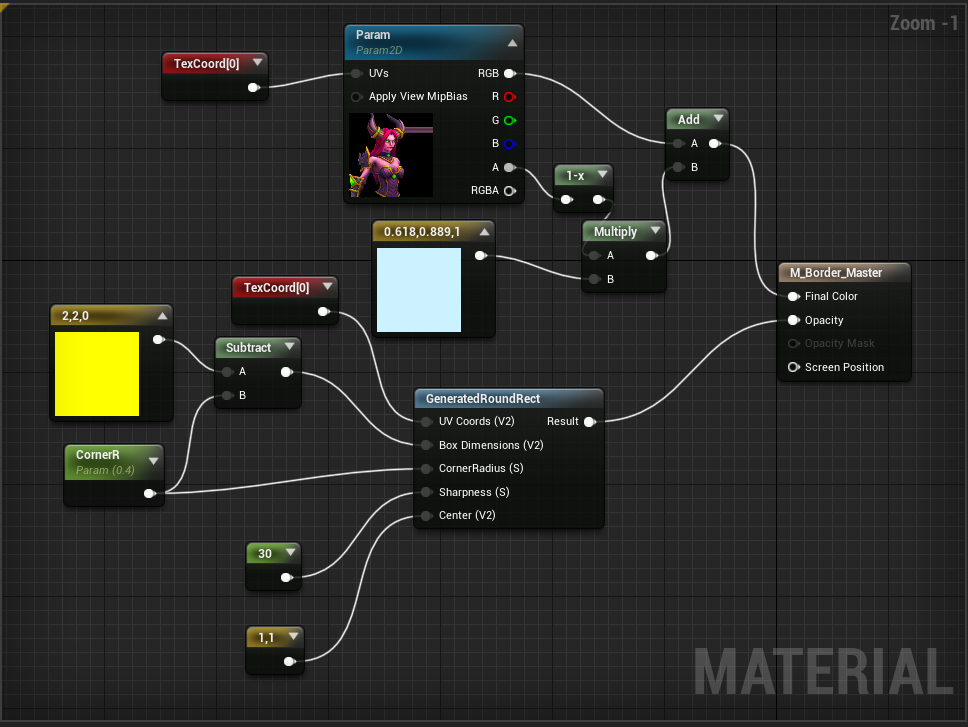 Zoom -1
Param
Param2D
TexCoord[0]
UVs
RGB
Apply View MipBias
R
G
B
A
RGBA
Add
A
B
1-x
0.618,0.889,1
Multiply
A
B
M_Border_Master
Final Color
Opacity
Opacity Mask
Screen Position
TexCoord[0]
2,2,0
Subtract
A
B
GeneratedRoundRect
UV Coords (V2)
Result
Box Dimensions (V2)
CornerRadius (S)
Sharpness (S)
Center (V2)
CornerR
Param (0.4)
30
1,1
MATERIAL